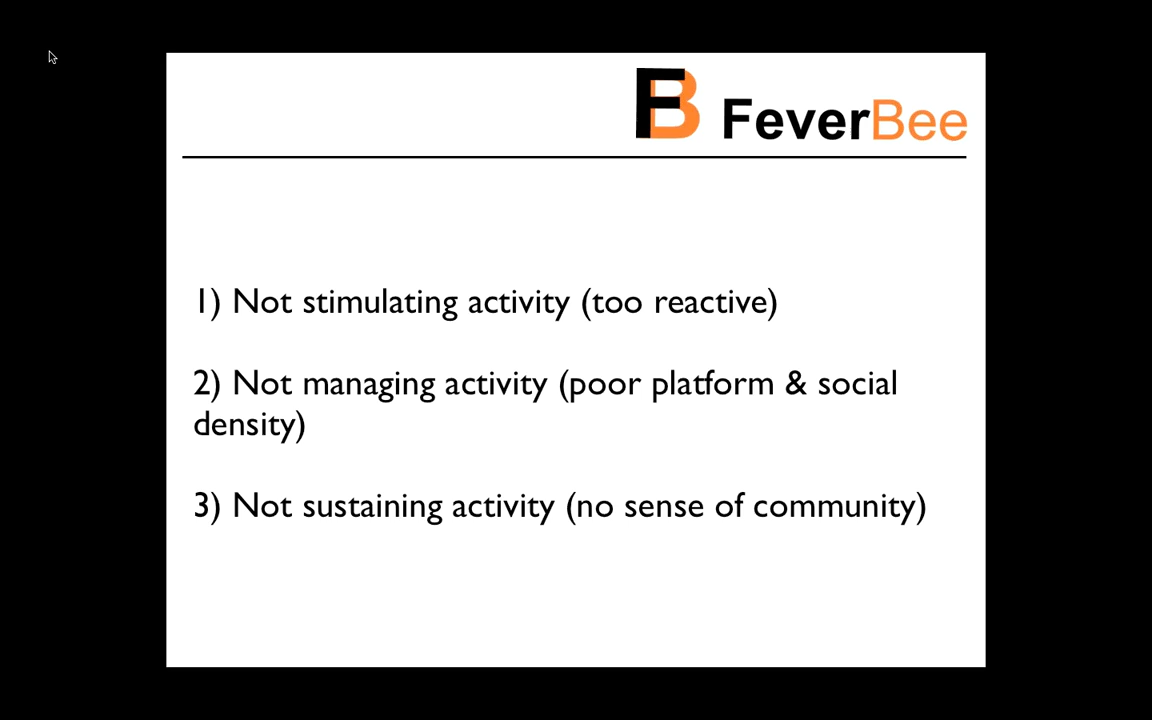 FB FeverBee
1) Not stimulating activity (too reactive)
2) Not managing activity (poor platform & social
density)
3) Not sustaining activity (no sense of community)